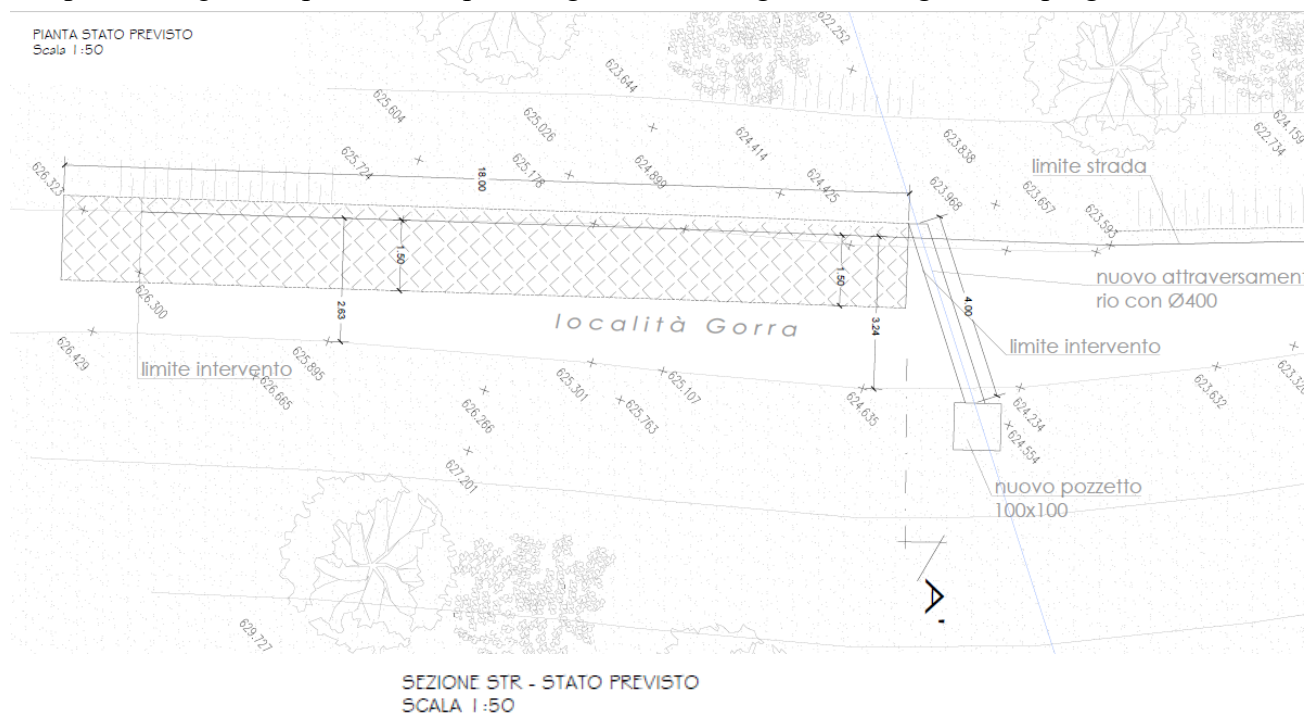 PIANTA STATO PREVISTO
Scala 1:50
622.252
623.644
625.604
625.026
624.414
623.838
624.159
622.734
limite strada
626.323
625.724
18.00
625.178
624.899
624.425
623.968
623.657
623.593
1.50
1.50
2.63
3.24
4.00
nuovo attraversament
rio con Ø400
626.300
località Gorra
limite intervento
limite intervento
626.429
625.895
626.665
625.301
625.107
625.763
626.266
624.635
624.234
624.554
623.632
623.326
627.201
nuovo pozzetto
100x100
A'
629.727
SEZIONE STR - STATO PREVISTO
SCALA 1:50